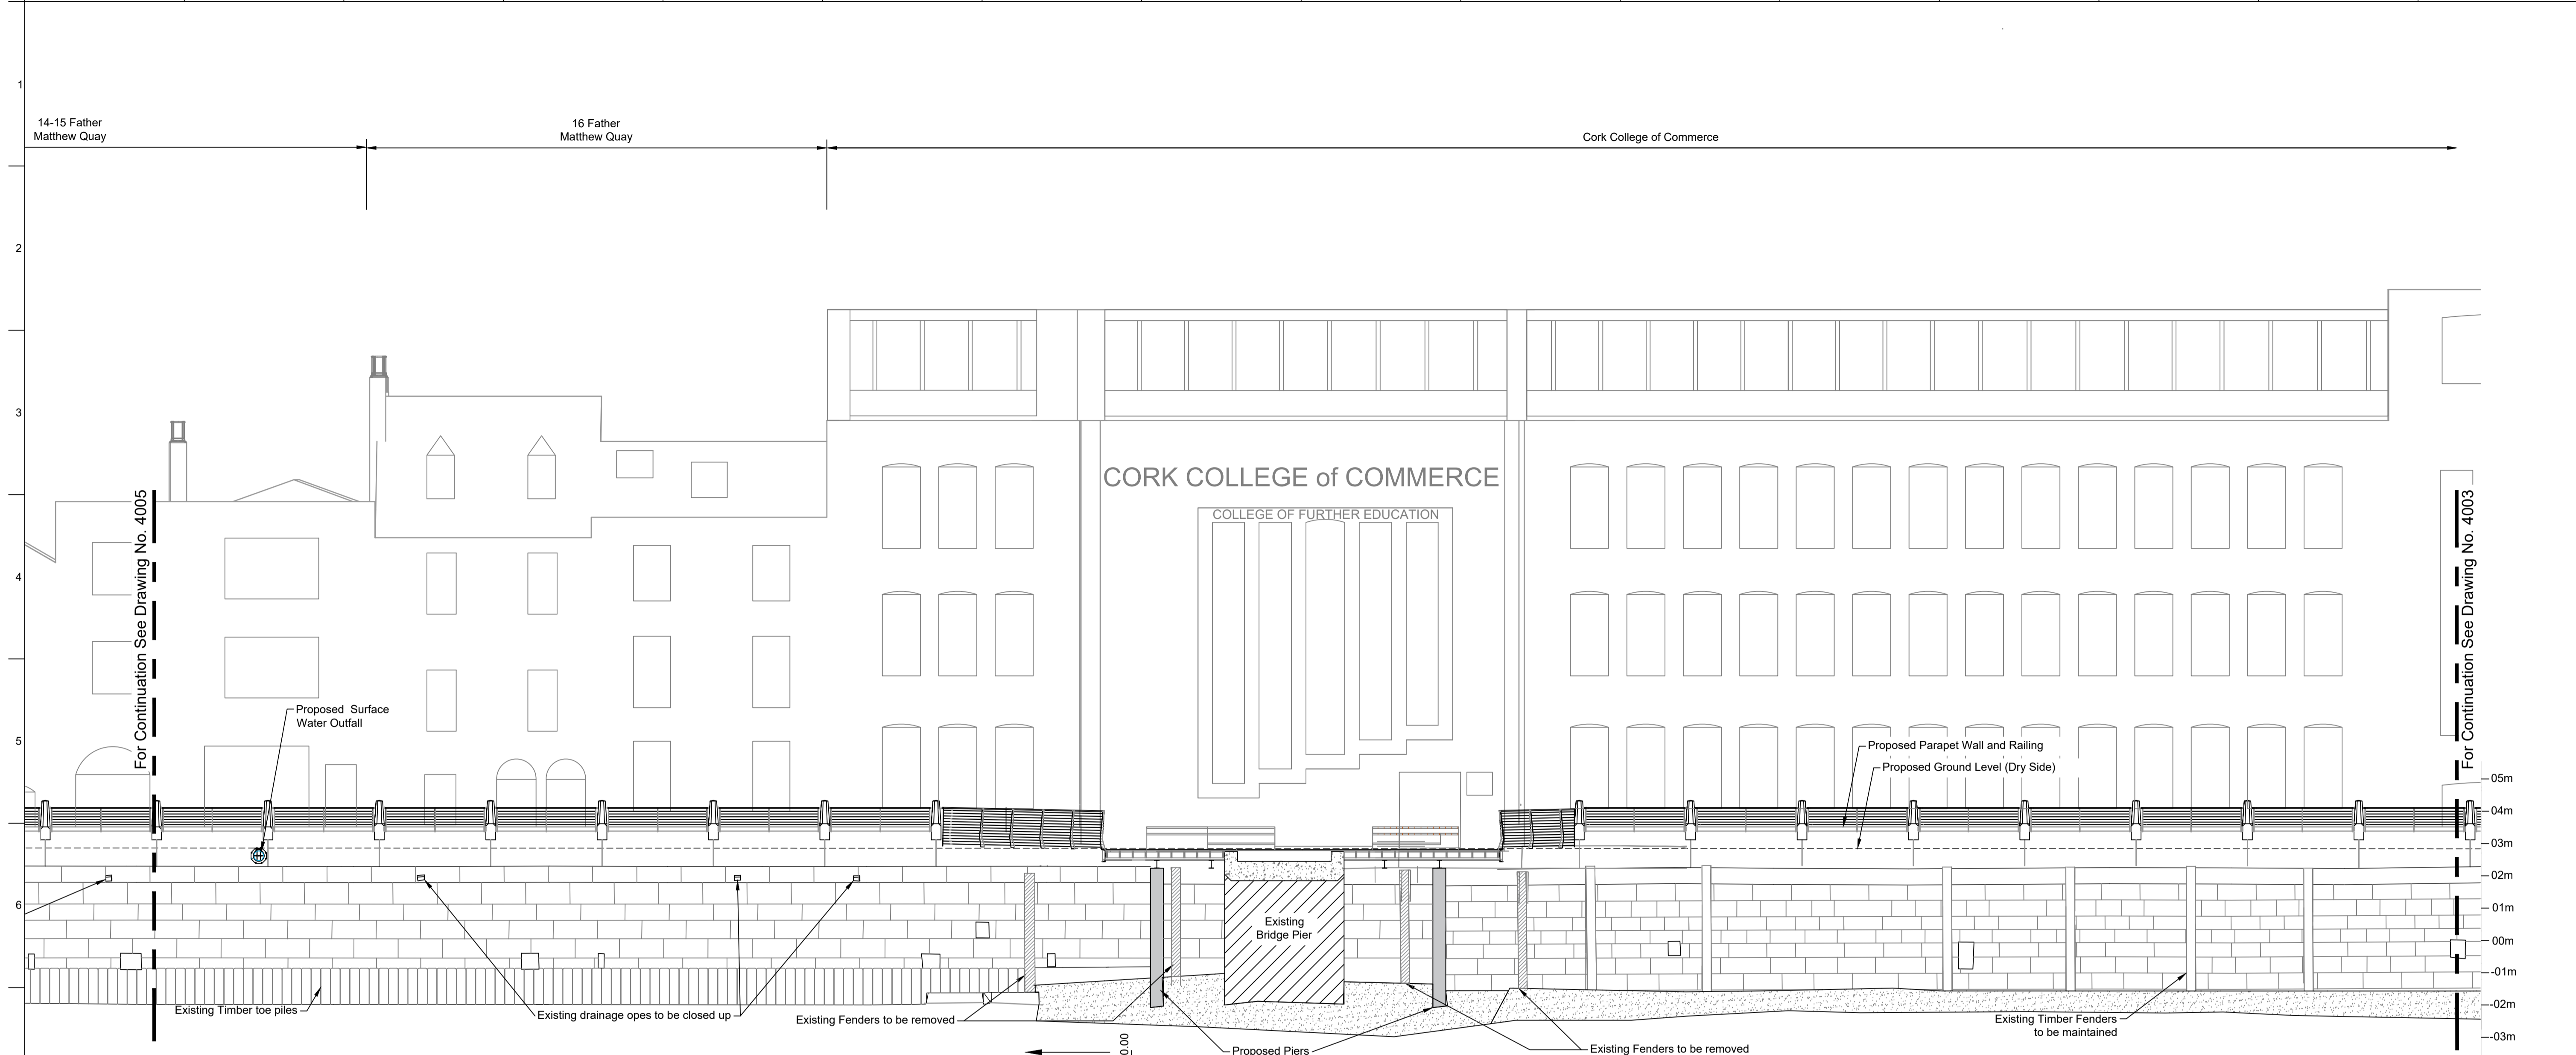 1
14-15 Father
Matthew Quay
16 Father
Matthew Quay
Cork College of Commerce
2
3
CORK COLLEGE of COMMERCE
COLLEGE OF FURTHER EDUCATION
For Continuation See Drawing No. 4005
For Continuation See Drawing No. 4003
4
Proposed Surface
Water Outfall
5
Proposed Parapet Wall and Railing
Proposed Ground Level (Dry Side)
05m
04m
03m
02m
01m
00m
-01m
-02m
-03m
6
Existing
Bridge Pier
Existing Timber toe piles
Existing drainage opes to be closed up
Existing Fenders to be removed
Existing Timber Fenders
to be maintained
Proposed Piers
Existing Fenders to be removed